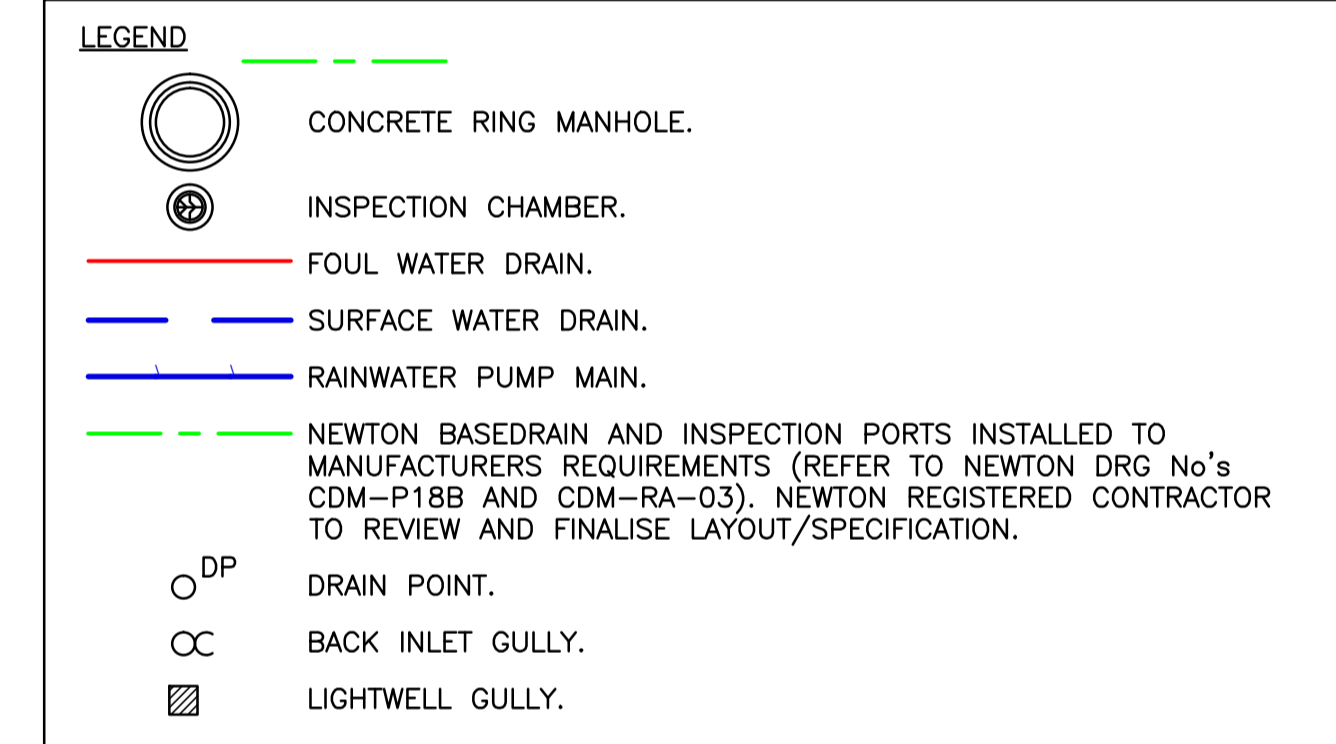 LEGEND
CONCRETE RING MANHOLE.
INSPECTION CHAMBER.
FOUL WATER DRAIN.
SURFACE WATER DRAIN.
RAINWATER PUMP MAIN.
NEWTON BASEDRAIN AND INSPECTION PORTS INSTALLED TO
MANUFACTURERS REQUIREMENTS (REFER TO NEWTON DRG No's
CDM-P18B AND CDM-RA-03). NEWTON REGISTERED CONTRACTOR
TO REVIEW AND FINALISE LAYOUT/SPECIFICATION.
DP
DRAIN POINT.
BACK INLET GULLY.
LIGHTWELL GULLY.